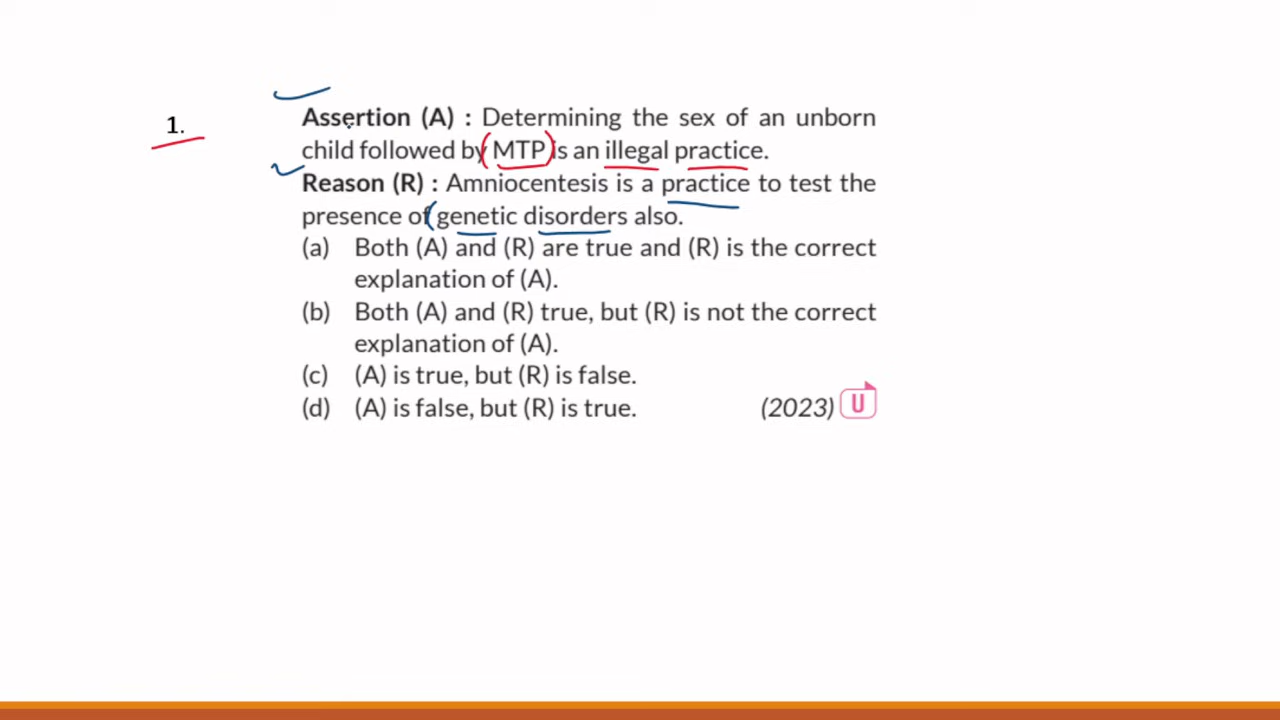 1.
Assertion (A) : Determining the sex of an unborn
child followed by MTP is an illegal practice.
Reason (R) : Amniocentesis is a practice to test the
presence of genetic disorders also.
(a) Both (A) and (R) are true and (R) is the correct
explanation of (A).
(b) Both (A) and (R) true, but (R) is not the correct
explanation of (A).
(c) (A) is true, but (R) is false.
(d) (A) is false, but (R) is true. (2023) U